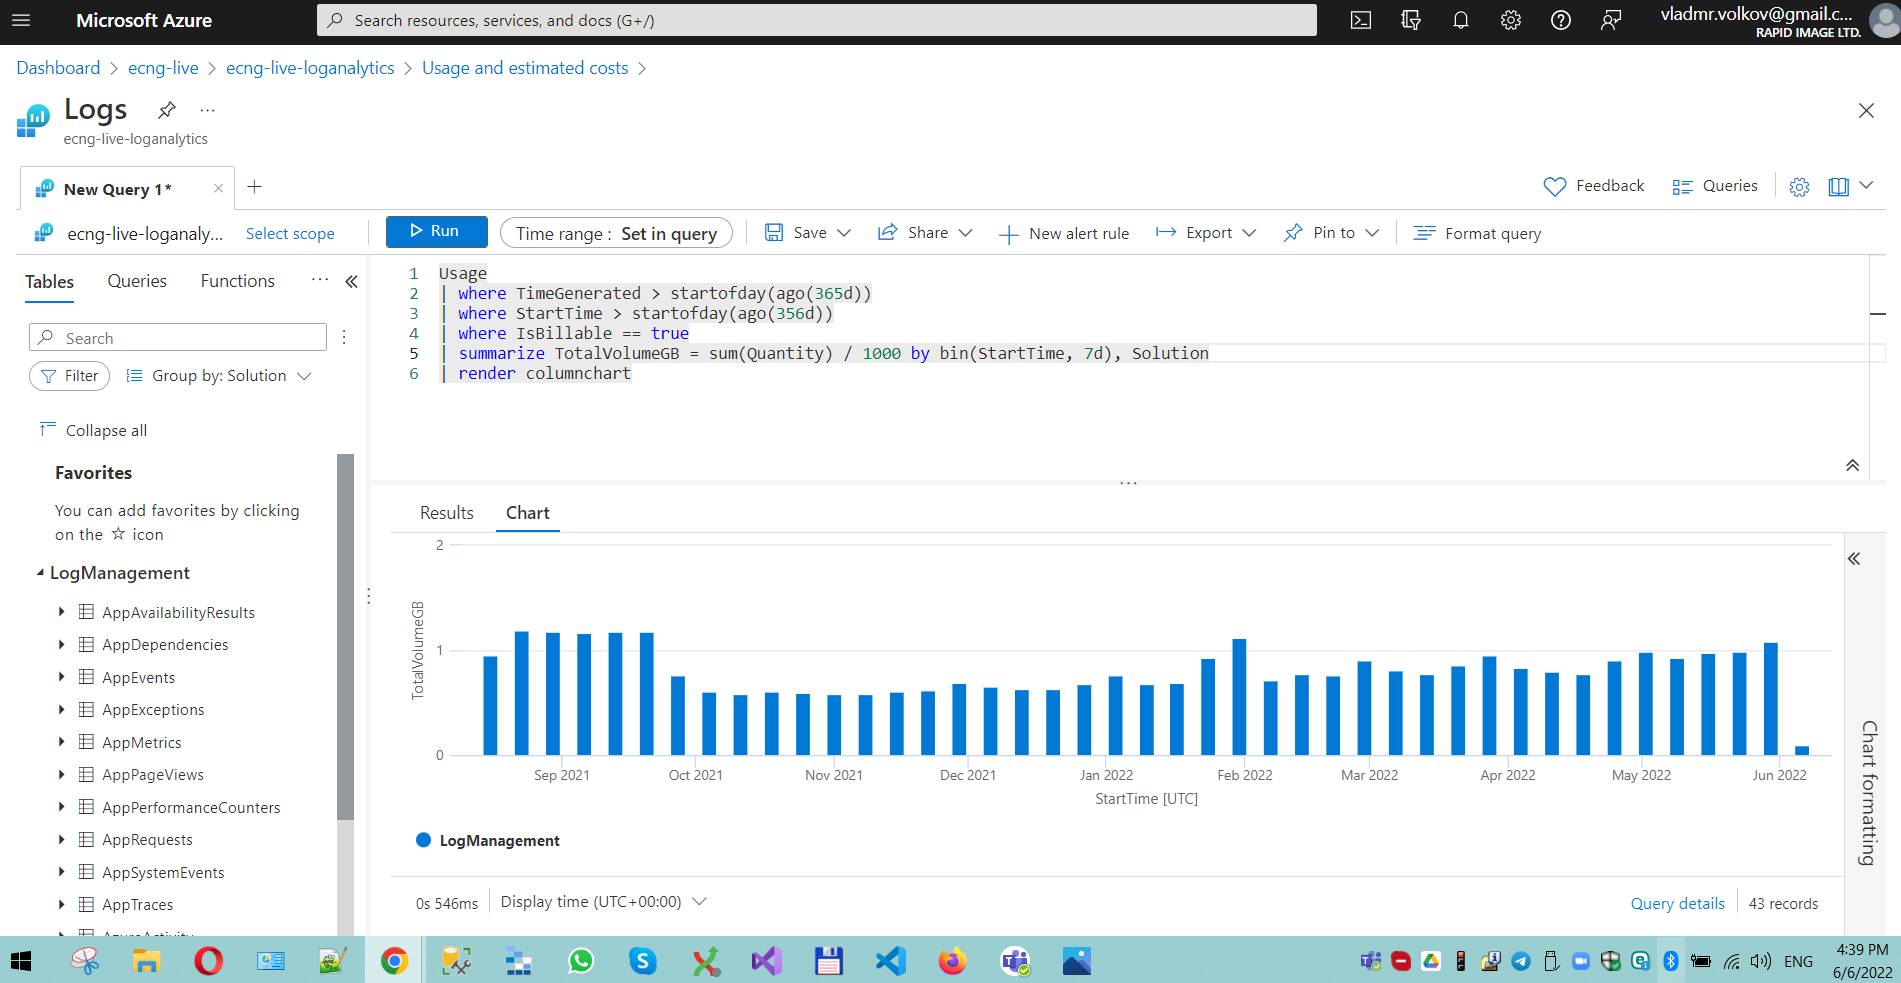 Microsoft Azure
Search resources, services, and docs (G+/)
vladmr.volkov@gmail.c...
RAPID IMAGE LTD.
Dashboard > ecng-live > ecng-live-loganalytics > Usage and estimated costs >
Logs
...
ecng-live-loganalytics
New Query 1*
Feedback
Queries
ecng-live-loganaly...
Select scope
Run
Time range : Set in query
Save
Share
New alert rule
Export
Pin to
Format query
Tables
Queries
Functions
...
Search
Filter
Group by: Solution
Collapse all
Favorites
You can add favorites by clicking
on the ☆ icon
LogManagement
AppAvailabilityResults
AppDependencies
AppEvents
AppExceptions
AppMetrics
AppPageViews
AppPerformanceCounters
AppRequests
AppSystemEvents
AppTraces
AzureActivity
1 Usage
2 | where TimeGenerated > startofday(ago(365d))
3 | where StartTime > startofday(ago(356d))
4 | where IsBillable == true
5 | summarize TotalVolumeGB = sum(Quantity) / 1000 by bin(StartTime, 7d), Solution
6 | render columnchart
Results
Chart
2
1
0
TotalVolumeGB
Sep 2021
Oct 2021
Nov 2021
Dec 2021
Jan 2022
Feb 2022
Mar 2022
Apr 2022
May 2022
Jun 2022
StartTime [UTC]
LogManagement
Chart formatting
0s 546ms
Display time (UTC+00:00)
Query details
43 records
ENG
4:39 PM
6/6/2022